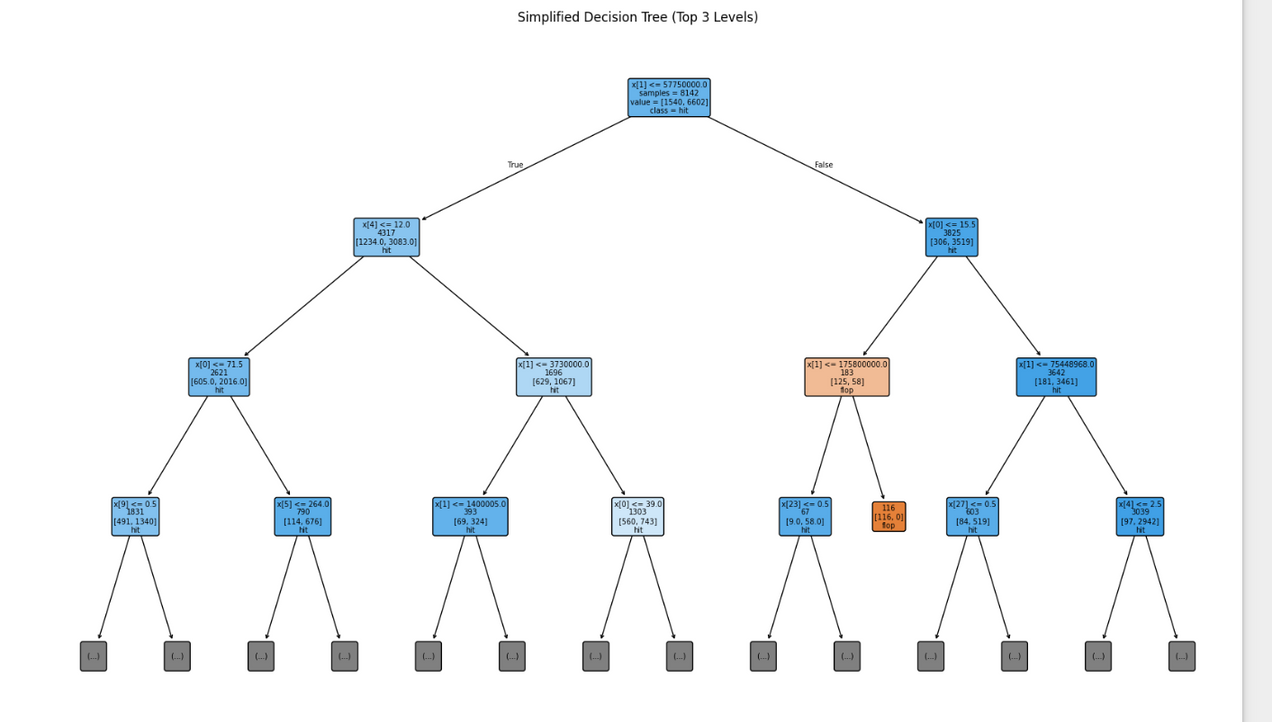 Simplified Decision Tree (Top 3 Levels)
x[1] <= 57750000.0
samples = 8142
value = [1540, 6602]
class = hit
True
False
x[4] <= 12.0
4317
[1234.0, 3083.0]
hit
x[0] <= 15.5
3825
[306, 3519]
hit
x[0] <= 71.5
2621
[605.0, 2016.0]
hit
x[1] <= 3730000.0
1696
[629, 1067]
hit
x[1] <= 175800000.0
183
[125, 58]
flop
x[1] <= 75448968.0
3642
[181, 3461]
hit
x[9] <= 0.5
1831
[491, 1340]
hit
x[5] <= 264.0
790
[114, 676]
hit
x[1] <= 1400005.0
393
[69, 324]
hit
x[0] <= 39.0
1303
[560, 743]
hit
x[23] <= 0.5
67
[9.0, 58.0]
hit
116
[116, 0]
flop
x[27] <= 0.5
603
[84, 519]
hit
x[4] <= 2.5
3039
[97, 2942]
hit
(...)
(...)
(...)
(...)
(...)
(...)
(...)
(...)
(...)
(...)
(...)
(...)
(...)
(...)